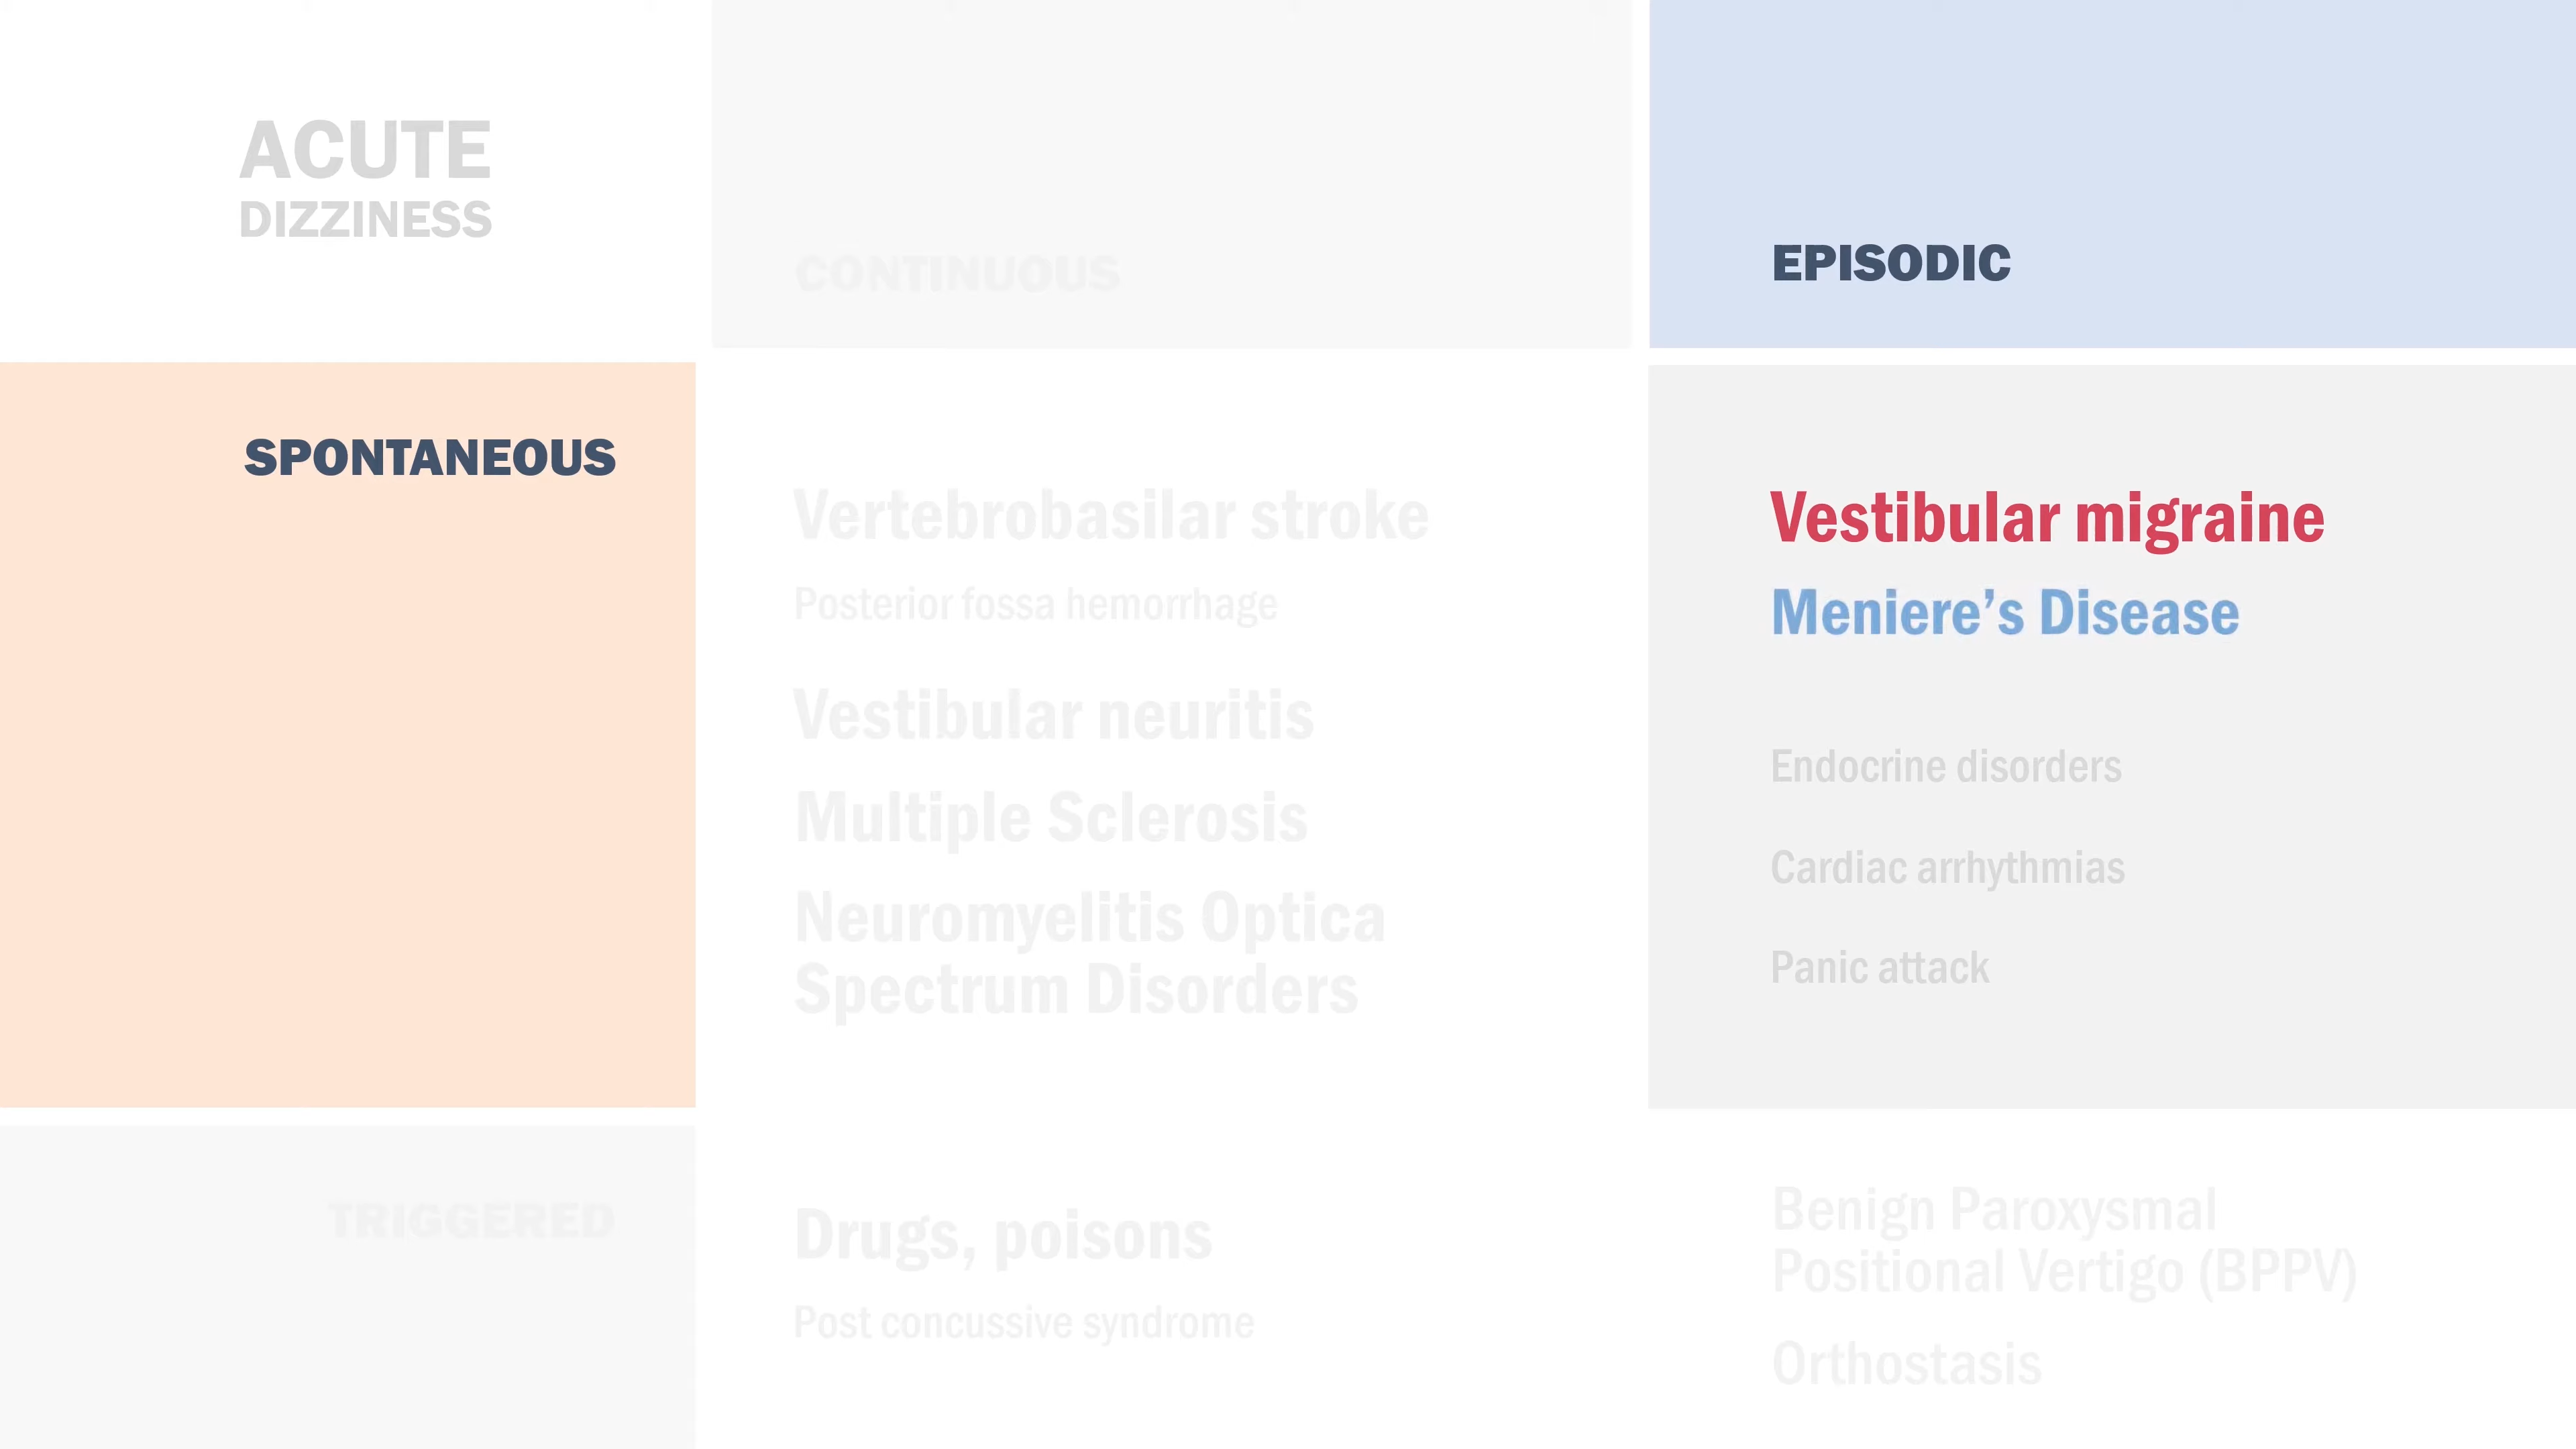 ACUTE
DIZZINESS
CONTINUOUS
EPISODIC
SPONTANEOUS
Vertebrobasilar stroke
Posterior fossa hemorrhage
Vestibular neuritis
Multiple Sclerosis
Neuromyelitis Optica
Spectrum Disorders
Vestibular migraine
Meniere’s Disease
Endocrine disorders
Cardiac arrhythmias
Panic attack
TRIGGERED
Drugs, poisons
Post concussive syndrome
Benign Paroxysmal
Positional Vertigo (BPPV)
Orthostasis